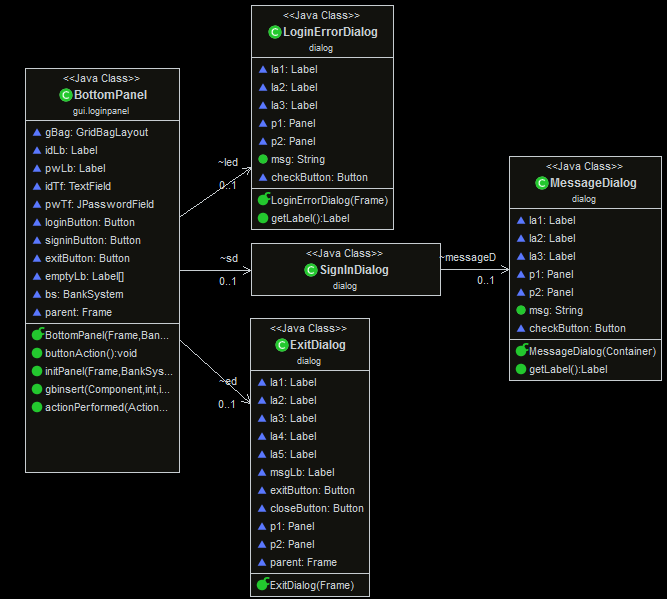 <<Java Class>>
BottomPanel
gui.loginpanel
gBag: GridBagLayout
idLb: Label
pwLb: Label
idTf: TextField
pwTf: JPasswordField
loginButton: Button
signinButton: Button
exitButton: Button
emptyLb: Label[]
bs: BankSystem
parent: Frame
BottomPanel(Frame,Ban...
buttonAction():void
initPanel(Frame,BankSys...
gbinsert(Component,int,i...
actionPerformed(Action...
~led
0..1
~sd
0..1
~ed
0..1
<<Java Class>>
LoginErrorDialog
dialog
la1: Label
la2: Label
la3: Label
p1: Panel
p2: Panel
msg: String
checkButton: Button
LoginErrorDialog(Frame)
getLabel():Label
<<Java Class>>
SignInDialog
dialog
~messageD
0..1
<<Java Class>>
ExitDialog
dialog
la1: Label
la2: Label
la3: Label
la4: Label
la5: Label
msgLb: Label
exitButton: Button
closeButton: Button
p1: Panel
p2: Panel
parent: Frame
ExitDialog(Frame)
<<Java Class>>
MessageDialog
dialog
la1: Label
la2: Label
la3: Label
p1: Panel
p2: Panel
msg: String
checkButton: Button
MessageDialog(Container)
getLabel():Label